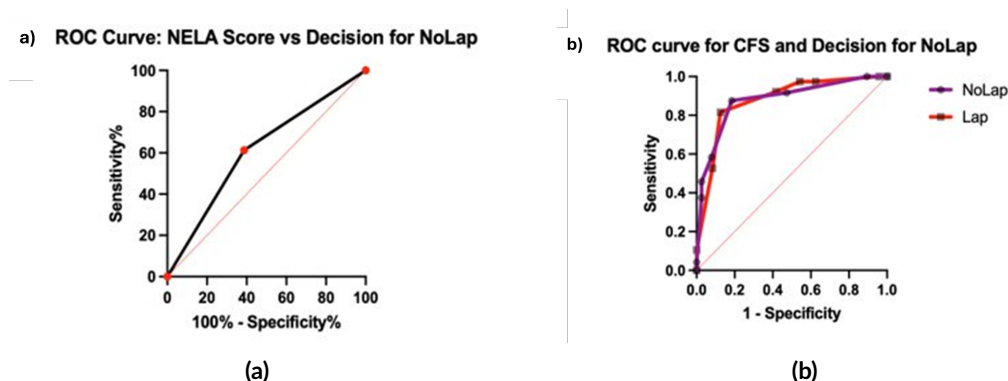 a) ROC Curve: NELA Score vs Decision for NoLap
100
80
60
40
20
0
Sensitivity%
0 20 40 60 80 100
100% - Specificity%
(a)
b) ROC curve for CFS and Decision for NoLap
1.0
0.8
0.6
0.4
0.2
0.0
Sensitivity
0.0 0.2 0.4 0.6 0.8 1.0
1 - Specificity
NoLap
Lap
(b)